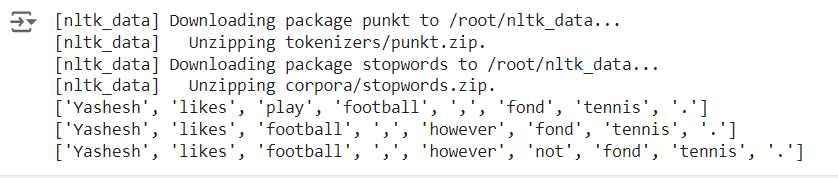 [nltk_data] Downloading package punkt to /root/nltk_data...
[nltk_data]   Unzipping tokenizers/punkt.zip.
[nltk_data] Downloading package stopwords to /root/nltk_data...
[nltk_data]   Unzipping corpora/stopwords.zip.
['Yashesh', 'likes', 'play', 'football', ',', 'fond', 'tennis', '.']
['Yashesh', 'likes', 'football', ',', 'however', 'fond', 'tennis', '.']
['Yashesh', 'likes', 'football', ',', 'however', 'not', 'fond', 'tennis', '.']